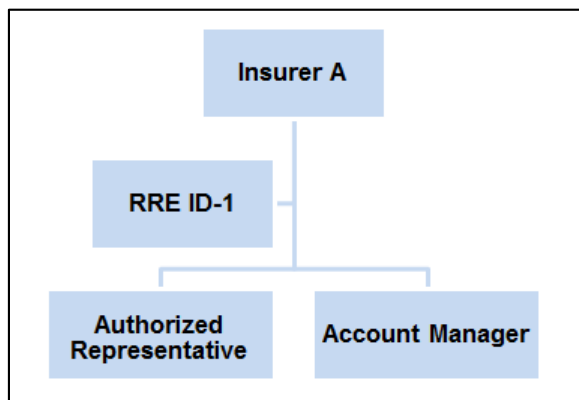 Insurer A
RRE ID-1
Authorized
Representative
Account Manager